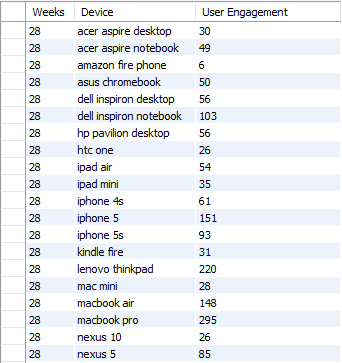 Weeks Device User Engagement
28 acer aspire desktop 30
28 acer aspire notebook 49
28 amazon fire phone 6
28 asus chromebook 50
28 dell inspiron desktop 56
28 dell inspiron notebook 103
28 hp pavilion desktop 56
28 htc one 26
28 ipad air 54
28 ipad mini 35
28 iphone 4s 61
28 iphone 5 151
28 iphone 5s 93
28 kindle fire 31
28 lenovo thinkpad 220
28 mac mini 28
28 macbook air 148
28 macbook pro 295
28 nexus 10 26
28 nexus 5 85